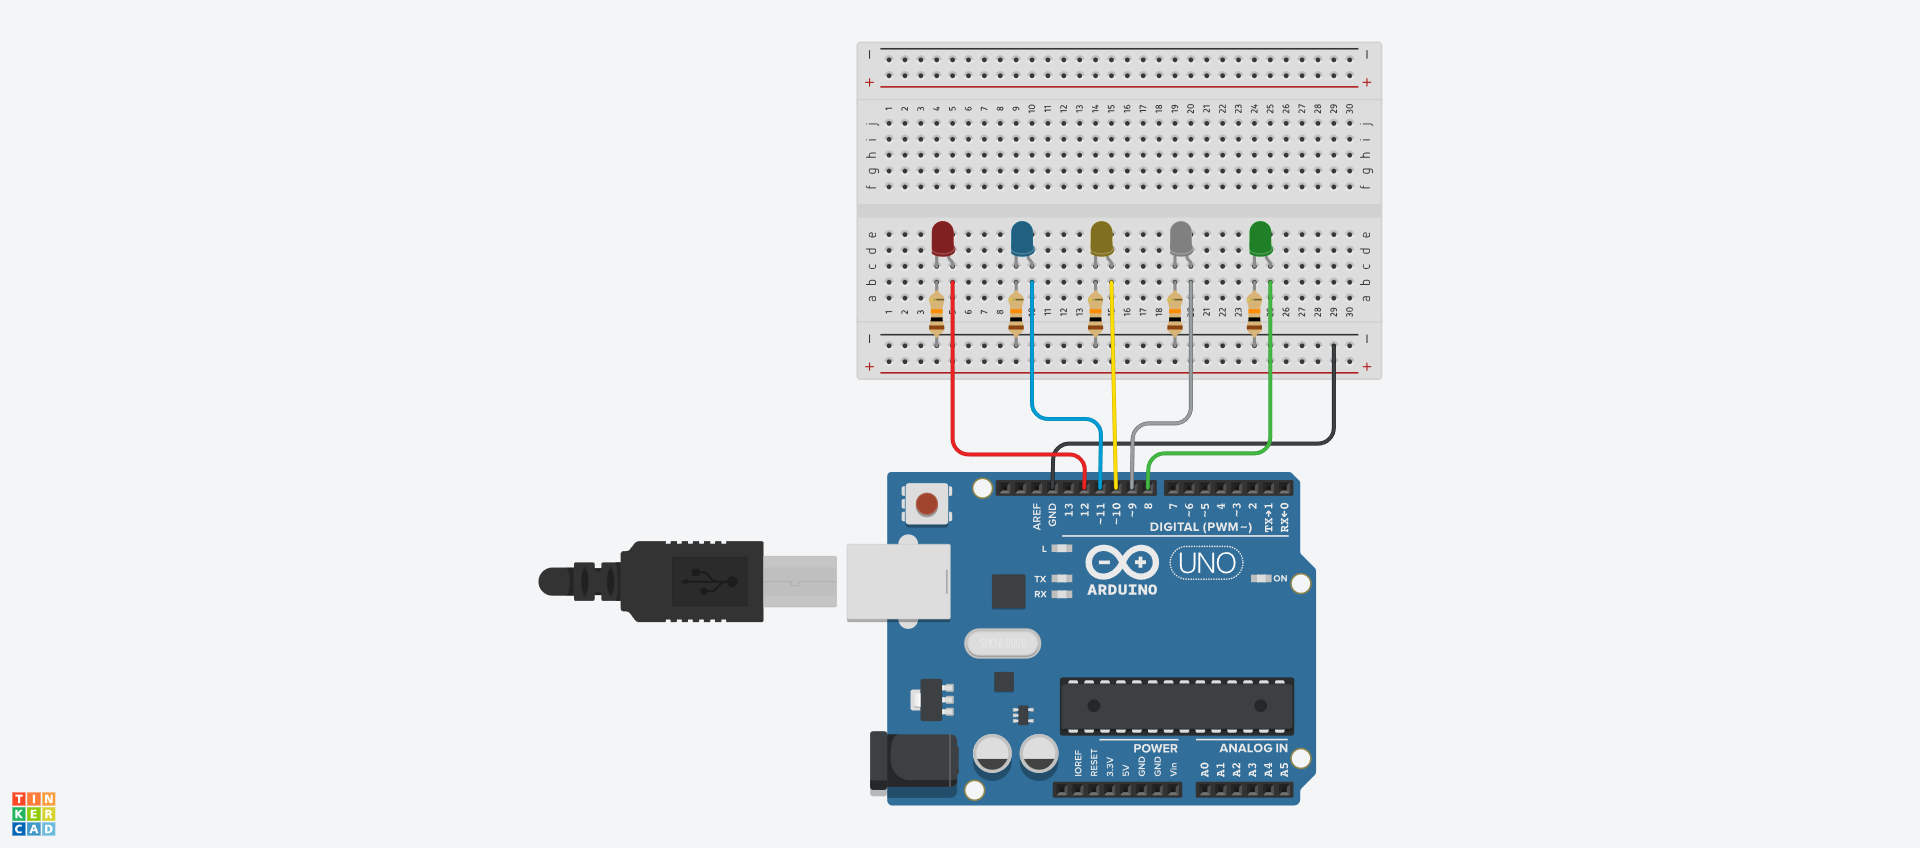 − −
+ +
1 2 3 4 5 6 7 8 9 10 11 12 13 14 15 16 17 18 19 20 21 22 23 24 25 26 27 28 29 30
j j
i i
h h
g g
f f
e e
d d
c c
b b
a a
1 2 3 7 8 11 12 13 16 17 18 21 22 23 26 27 28 29 30
− −
+ +
AREF GND 13 12 ~11 ~10 ~9 8 7 ~6 ~5 4 ~3 2 TX→1 RX←0
DIGITAL (PWM~)
L
TX
RX
ARDUINO
UNO
ON
POWER
ANALOG IN
IOREF RESET 3.3V 5V GND GND Vin A0 A1 A2 A3 A4 A5
TIN
KER
CAD